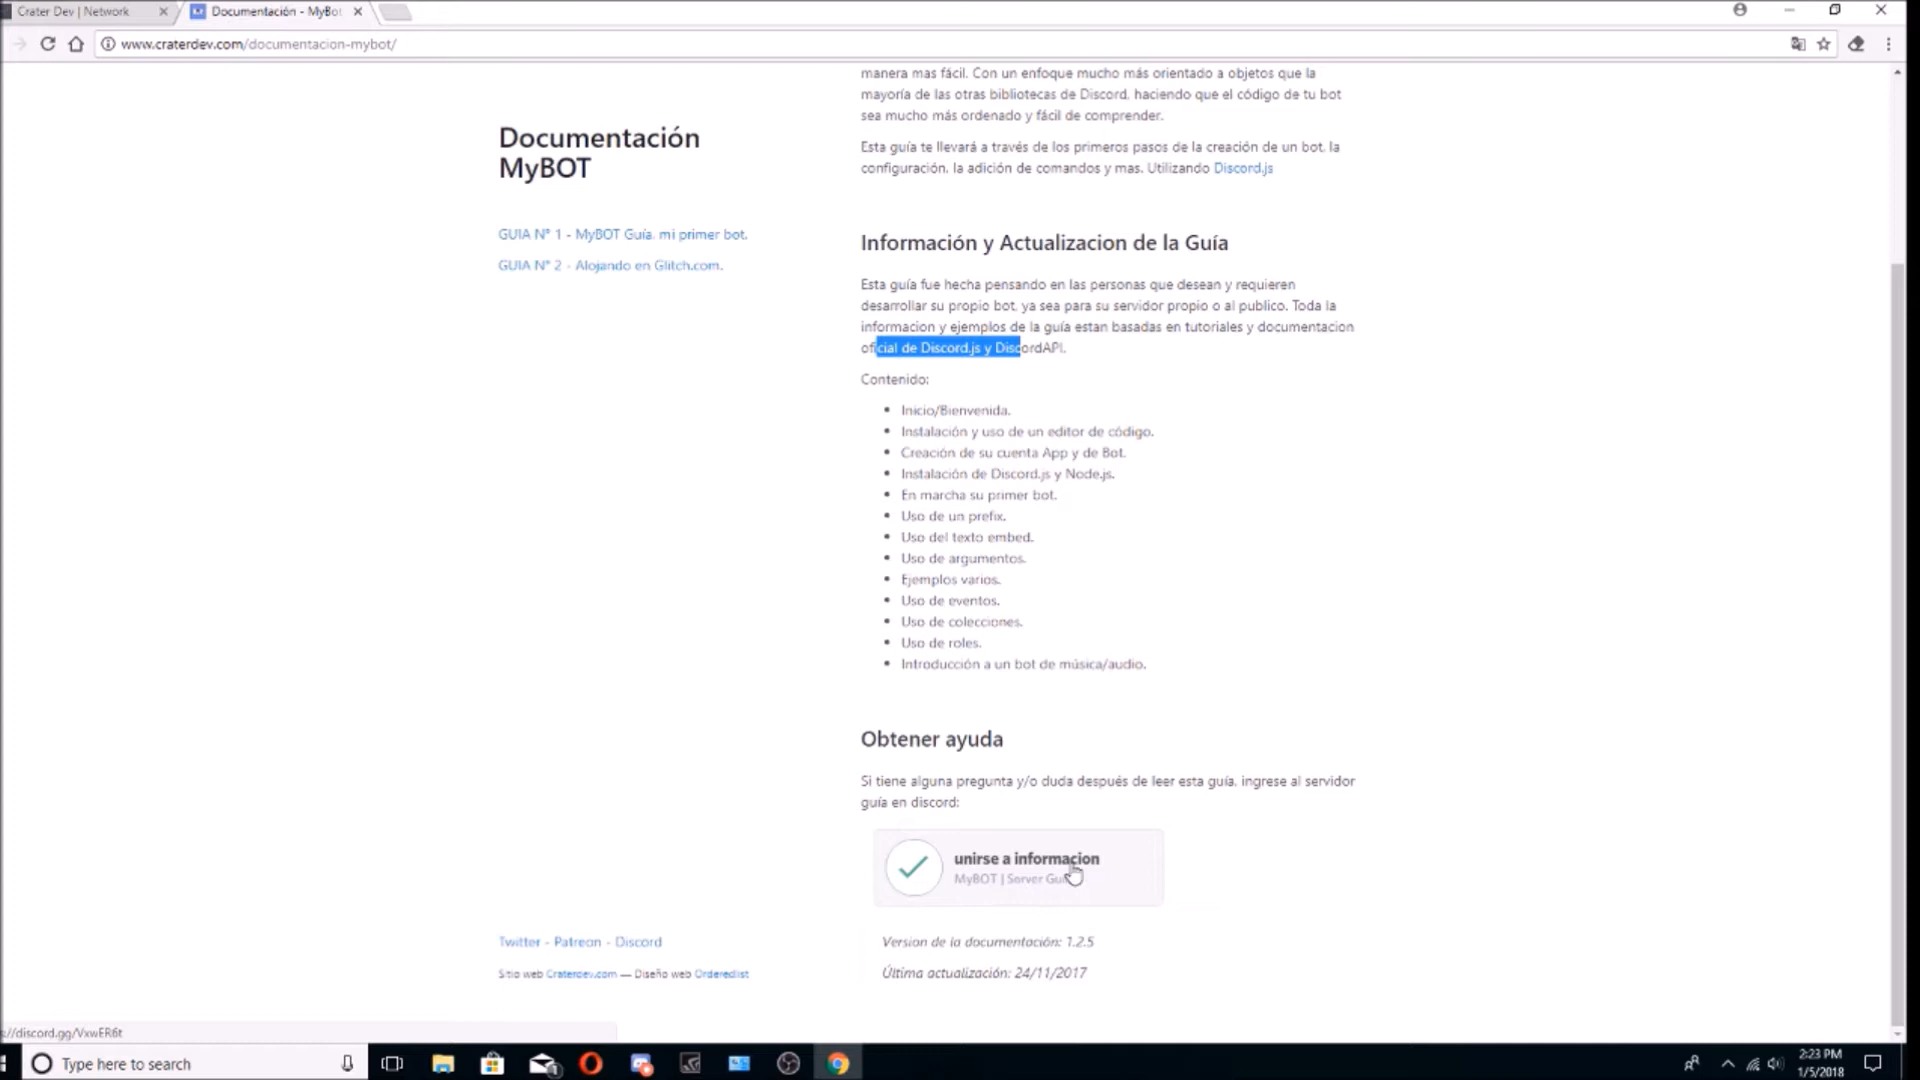 Crater Dev | Network
Documentación - MyBot
www.craterdev.com/documentacion-mybot/
Documentación
MyBOT
GUIA Nº 1 - MyBOT Guía, mi primer bot.
GUIA Nº 2 - Alojando en Glitch.com.
manera mas fácil. Con un enfoque mucho más orientado a objetos que la
mayoría de las otras bibliotecas de Discord, haciendo que el código de tu bot
sea mucho más ordenado y fácil de comprender.
Esta guía te llevará a través de los primeros pasos de la creación de un bot, la
configuración, la adición de comandos y mas. Utilizando Discord.js
Información y Actualizacion de la Guía
Esta guía fue hecha pensando en las personas que desean y requieren
desarrollar su propio bot, ya sea para su servidor propio o al publico. Toda la
informacion y ejemplos de la guía estan basadas en tutoriales y documentacion
oficial de Discord.js y DiscordAPI.
Contenido:
• Inicio/Bienvenida.
• Instalación y uso de un editor de código.
• Creación de su cuenta App y de Bot.
• Instalación de Discord.js y Node.js.
• En marcha su primer bot.
• Uso de un prefix.
• Uso del texto embed.
• Uso de argumentos.
• Ejemplos varios.
• Uso de eventos.
• Uso de colecciones.
• Uso de roles.
• Introducción a un bot de música/audio.
Obtener ayuda
Si tiene alguna pregunta y/o duda después de leer esta guía, ingrese al servidor
guía en discord:
unirse a informacion
MyBOT | Server
Twitter - Patreon - Discord
Sitio web Craterdev.com — Diseño web Orderedlist
Version de la documentación: 1.2.5
Última actualización: 24/11/2017
://discord.gg/VxwER6t
Type here to search
2:23 PM
1/5/2018